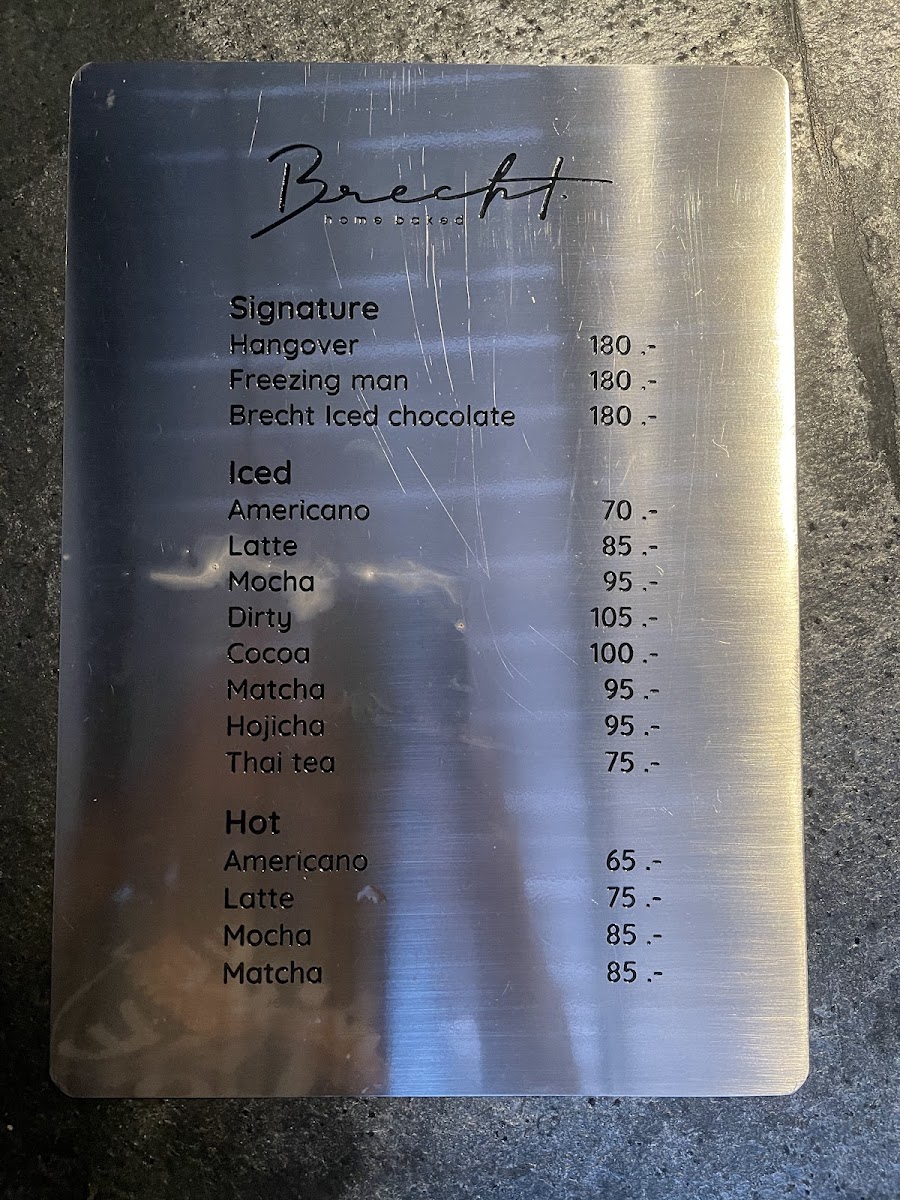 Brecht.
home baked
Signature
Hangover 180 .-
Freezing man 180 .-
Brecht Iced chocolate 180 .-
Iced
Americano 70 .-
Latte 85 .-
Mocha 95 .-
Dirty 105 .-
Cocoa 100 .-
Matcha 95 .-
Hojicha 95 .-
Thai tea 75 .-
Hot
Americano 65 .-
Latte 75 .-
Mocha 85 .-
Matcha 85 .-